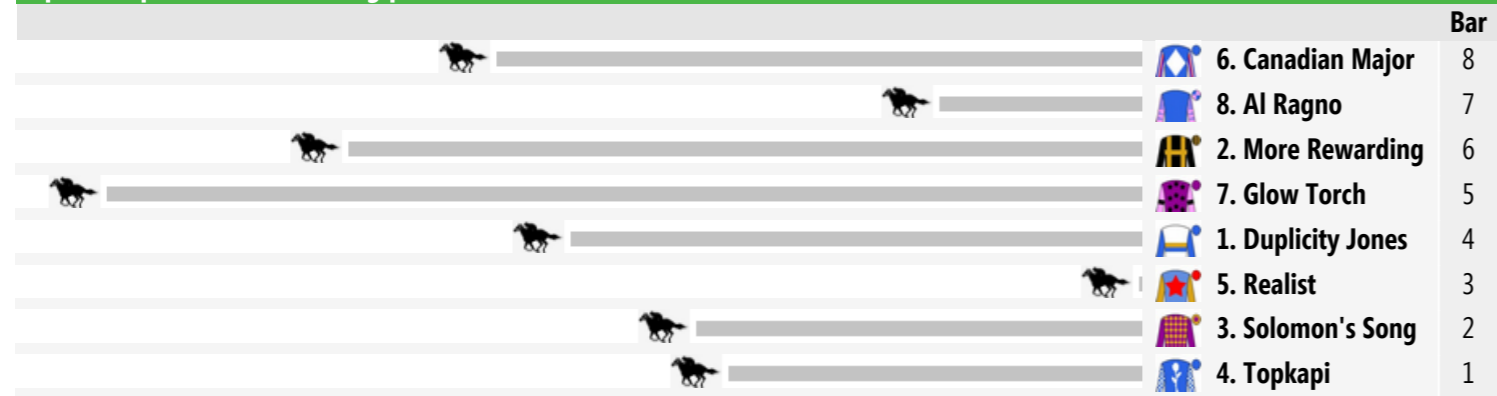 Bar
6. Canadian Major 8
8. Al Ragno 7
2. More Rewarding 6
7. Glow Torch 5
1. Duplicity Jones 4
5. Realist 3
3. Solomon's Song 2
4. Topkapi 1